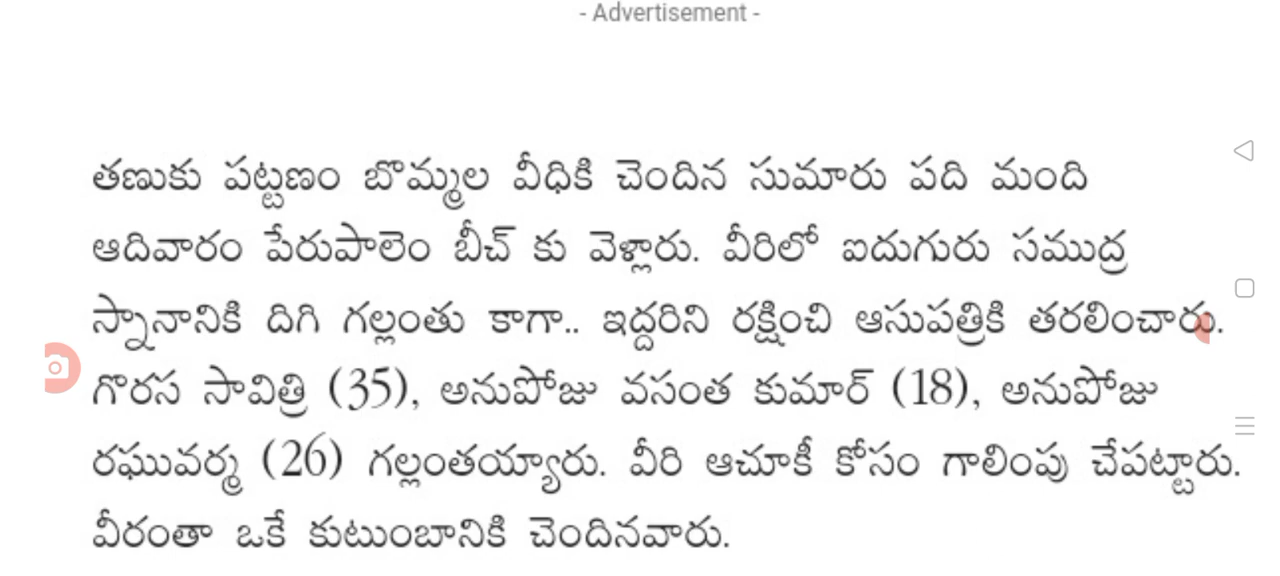 - Advertisement -
తణుకు పట్టణం బొమ్మల వీధికి చెందిన సుమారు పది మంది
ఆదివారం పేరుపాలెం బీచ్ కు వెళ్లారు. వీరిలో ఐదుగురు సముద్ర
స్నానానికి దిగి గల్లంతు కాగా.. ఇద్దరిని రక్షించి ఆసుపత్రికి తరలించారు.
గొరస సావిత్రి (35), అనుపోజు వసంత కుమార్ (18), అనుపోజు
రఘువర్మ (26) గల్లంతయ్యారు. వీరి ఆచూకీ కోసం గాలింపు చేపట్టారు.
వీరంతా ఒకే కుటుంబానికి చెందినవారు.